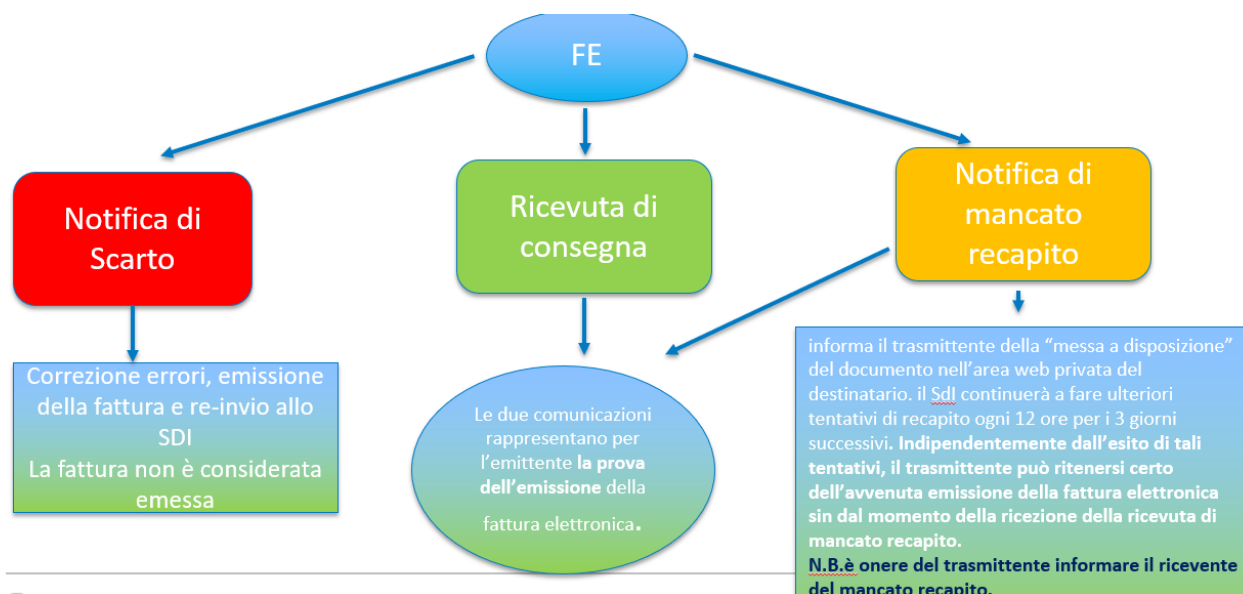 FE
Notifica di
Scarto
Ricevuta di
consegna
Notifica di
mancato
recapito
Correzione errori, emissione
della fattura e re-invio allo
SDI
La fattura non è considerata
emessa
Le due comunicazioni
rappresentano per
l'emittente la prova
dell'emissione della
fattura elettronica.
informa il trasmittente della “messa a disposizione”
del documento nell'area web privata del
destinatario. il SdI continuerà a fare ulteriori
tentativi di recapito ogni 12 ore per i 3 giorni
successivi. Indipendentemente dall'esito di tali
tentativi, il trasmittente può ritenersi certo
dell'avvenuta emissione della fattura elettronica
sin dal momento della ricezione della ricevuta di
mancato recapito.
N.B.è onere del trasmittente informare il ricevente
del mancato recapito.